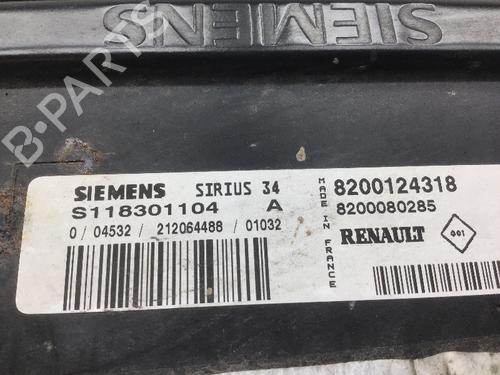 SIEMENS
B-PARTS
SIEMENS SIRIUS 34
S118301104 A
0 / 04532 / 212064488 / 01032
MADE IN FRANCE
8200124318
8200080285
RENAULT
001